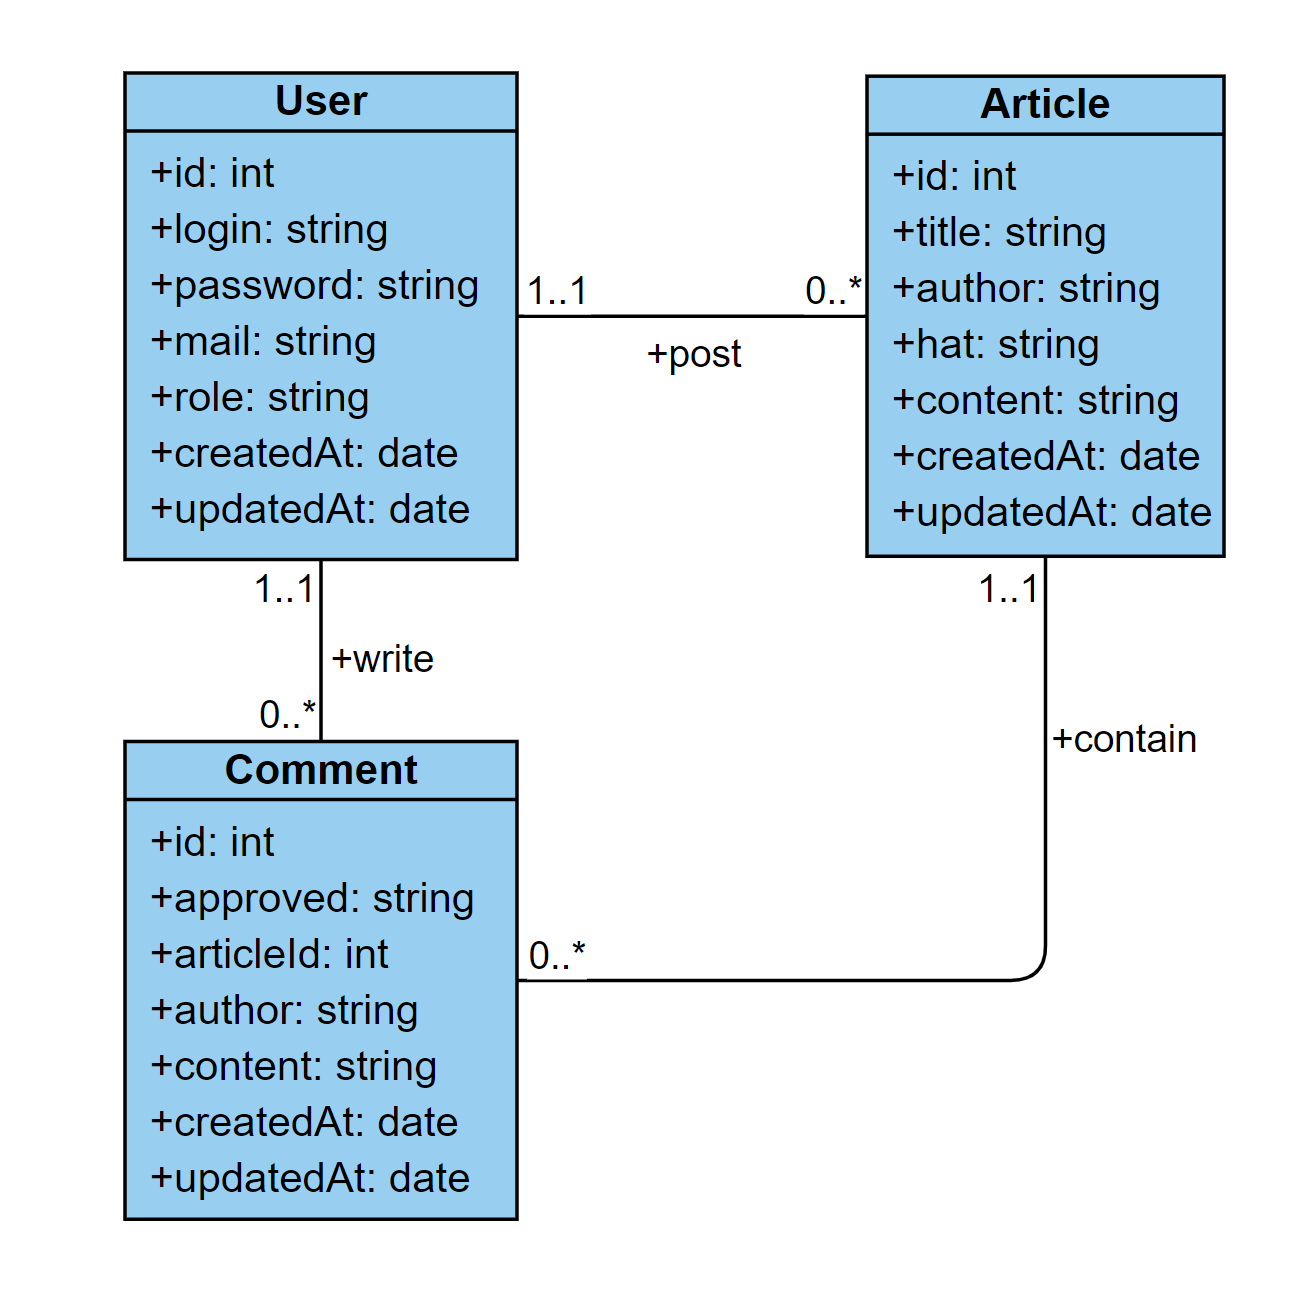 User
+id: int
+login: string
+password: string
+mail: string
+role: string
+createdAt: date
+updatedAt: date
1..1
0..*
+post
Article
+id: int
+title: string
+author: string
+hat: string
+content: string
+createdAt: date
+updatedAt: date
1..1
+write
0..*
1..1
+contain
0..*
Comment
+id: int
+approved: string
+articleId: int
+author: string
+content: string
+createdAt: date
+updatedAt: date